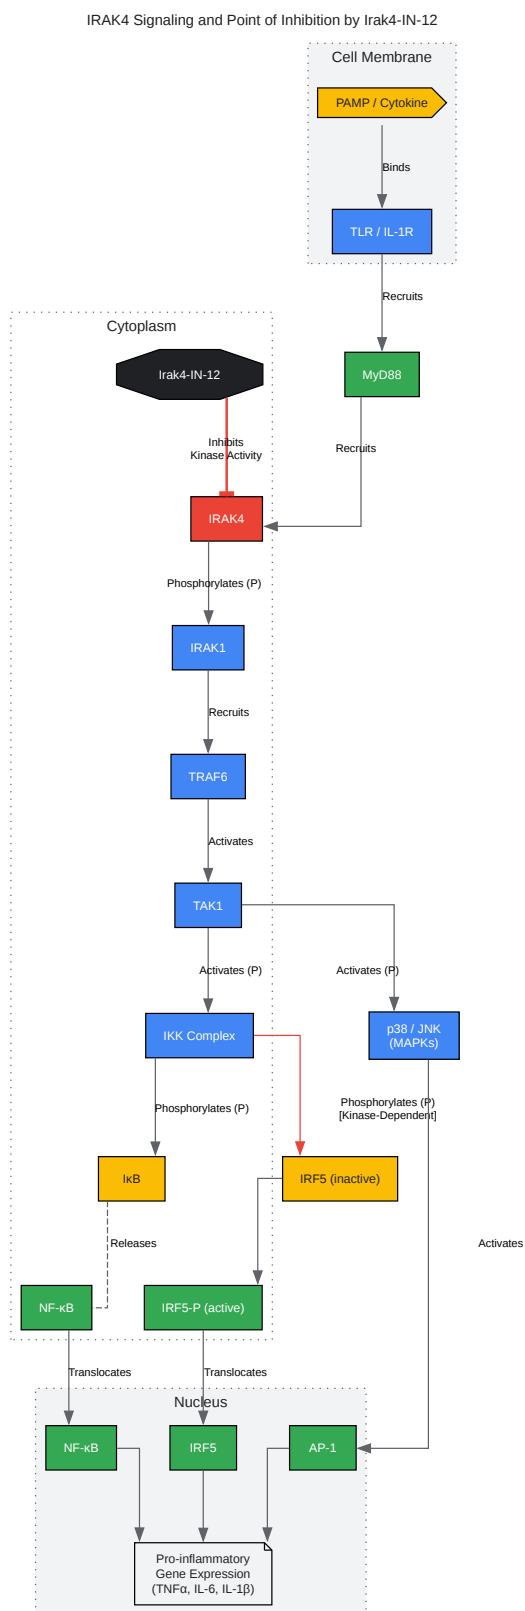 IRAK4 Signaling and Point of Inhibition by Irak4-IN-12
Cell Membrane
PAMP / Cytokine
Binds
TLR / IL-1R
Recruits
Cytoplasm
Irak4-IN-12
MyD88
Inhibits
Kinase Activity
Recruits
IRAK4
Phosphorylates (P)
IRAK1
Recruits
TRAF6
Activates
TAK1
Activates (P)
Activates (P)
IKK Complex
p38 / JNK
(MAPKs)
Phosphorylates (P)
Phosphorylates (P)
[Kinase-Dependent]
IκB
IRF5 (inactive)
Releases
Activates
NF-κB
IRF5-P (active)
Translocates
Translocates
Nucleus
NF-κB
IRF5
AP-1
Pro-inflammatory
Gene Expression
(TNFα, IL-6, IL-1β)